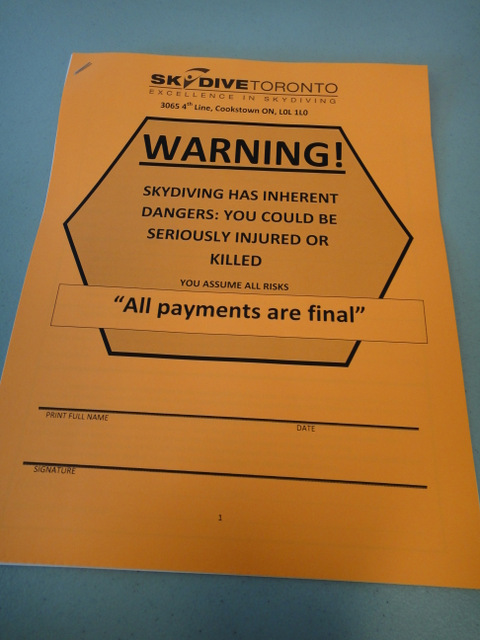 SKYDIVETORONTO
EXCELLENCE IN SKYDIVING
3065 4th Line, Cookstown ON, L0L 1L0
WARNING!
SKYDIVING HAS INHERENT
DANGERS: YOU COULD BE
SERIOUSLY INJURED OR
KILLED
YOU ASSUME ALL RISKS
“All payments are final”
PRINT FULL NAME
DATE
SIGNATURE
1